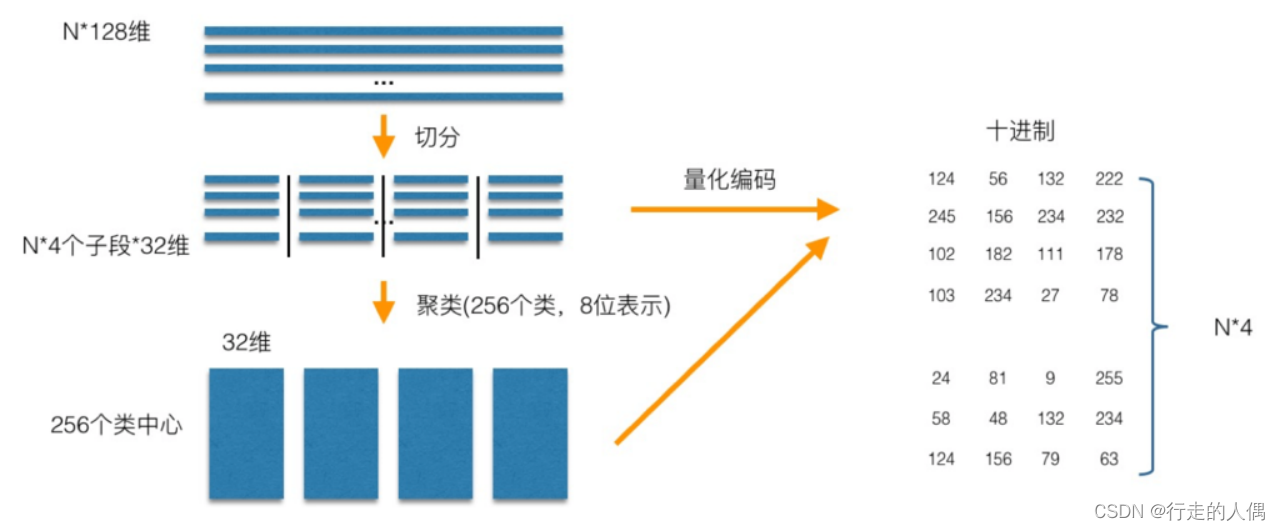 N*128维
...
切分
N*4个子段*32维
...
聚类(256个类，8位表示)
32维
256个类中心
量化编码
十进制
124 56 132 222
245 156 234 232
102 182 111 178
103 234 27 78
24 81 9 255
58 48 132 234
124 156 79 63
N*4
CSDN @行走的人偶